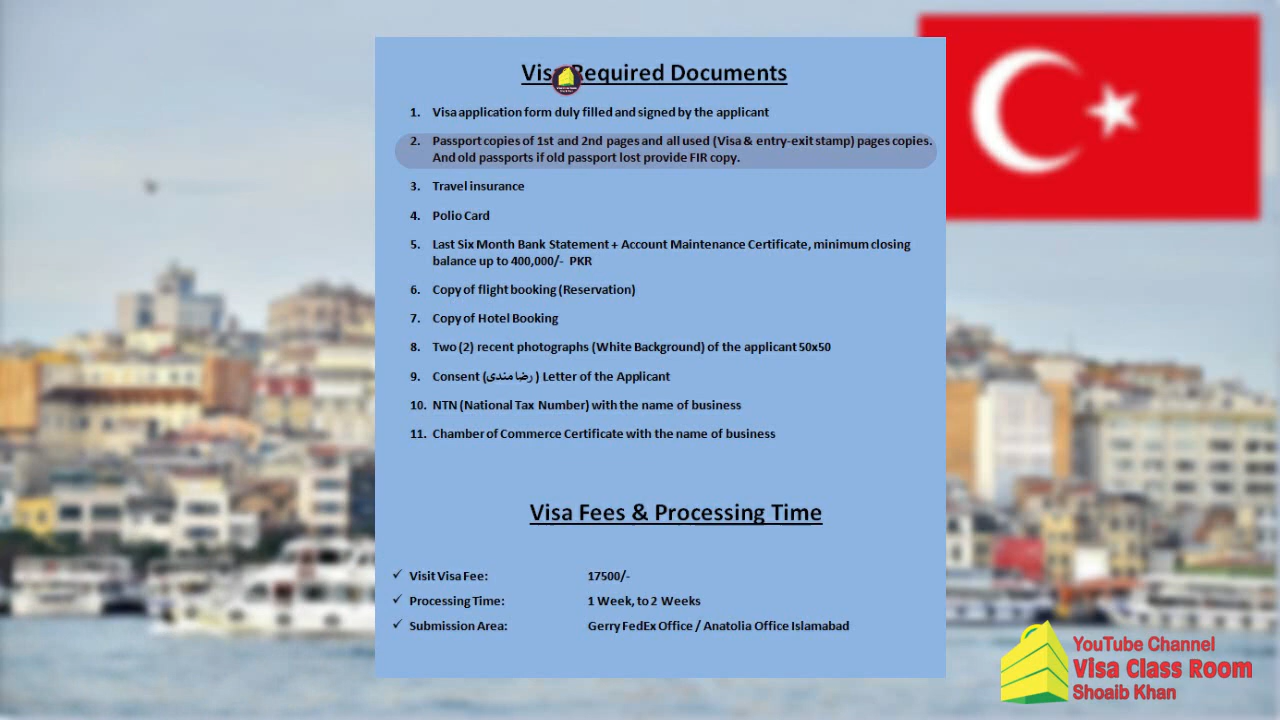 Visa Required Documents
1. Visa application form duly filled and signed by the applicant
2. Passport copies of 1st and 2nd pages and all used (Visa & entry-exit stamp) pages copies.
And old passports if old passport lost provide FIR copy.
3. Travel insurance
4. Polio Card
5. Last Six Month Bank Statement + Account Maintenance Certificate, minimum closing
balance up to 400,000/- PKR
6. Copy of flight booking (Reservation)
7. Copy of Hotel Booking
8. Two (2) recent photographs (White Background) of the applicant 50x50
9. Consent (رضا مندی ) Letter of the Applicant
10. NTN (National Tax Number) with the name of business
11. Chamber of Commerce Certificate with the name of business
Visa Fees & Processing Time
✓ Visit Visa Fee: 17500/-
✓ Processing Time: 1 Week, to 2 Weeks
✓ Submission Area: Gerry FedEx Office / Anatolia Office Islamabad
YouTube Channel
Visa Class Room
Shoaib Khan